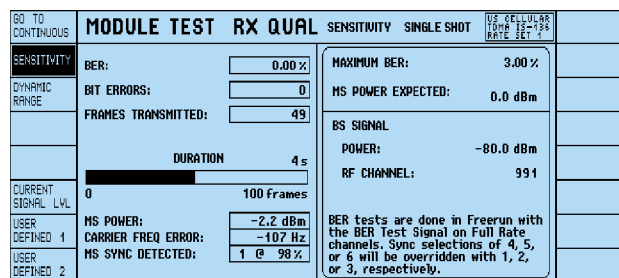 GO TO
CONTINUOUS
MODULE TEST RX QUAL SENSITIVITY SINGLE SHOT
US CELLULAR
TDMA IS-136
RATE SET 1
SENSITIVITY
DYNAMIC
RANGE
CURRENT
SIGNAL LVL
USER
DEFINED 1
USER
DEFINED 2
BER: 0.00 %
BIT ERRORS: 0
FRAMES TRANSMITTED: 49
DURATION 4 s
0 100 frames
MS POWER: -2.2 dBm
CARRIER FREQ ERROR: -107 Hz
MS SYNC DETECTED: 1 @ 98 %
MAXIMUM BER: 3.00 %
MS POWER EXPECTED: 0.0 dBm
BS SIGNAL
POWER: -80.0 dBm
RF CHANNEL: 991
BER tests are done in Freerun with
the BER Test Signal on Full Rate
channels. Sync selections of 4, 5,
or 6 will be overridden with 1, 2,
or 3, respectively.